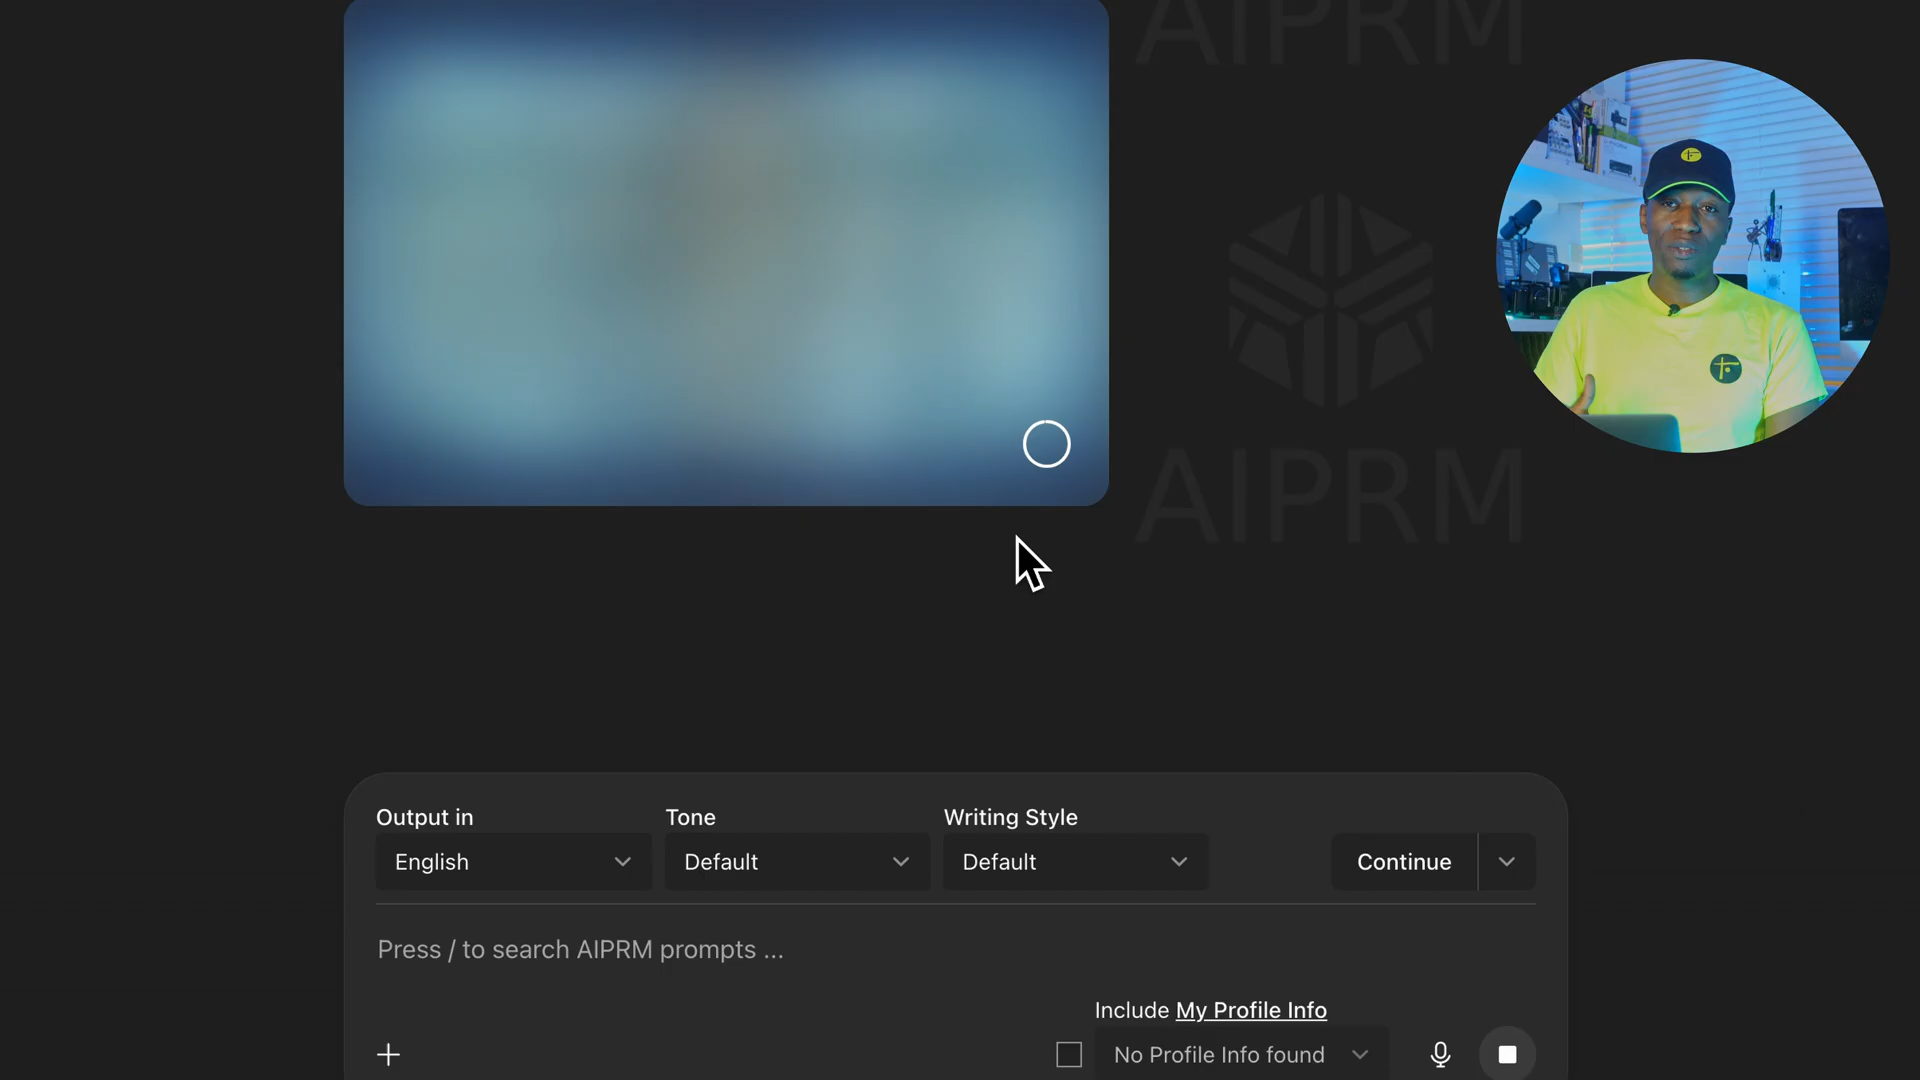 AIPRM
AIPRM
Output in
Tone
Writing Style
English
Default
Default
Continue
Press / to search AIPRM prompts ...
Include My Profile Info
No Profile Info found